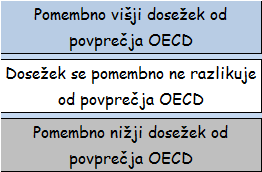 Pomembno višji dosežek od
povprečja OECD
Dosežek se pomembno ne razlikuje
od povprečja OECD
Pomembno nižji dosežek od
povprečja OECD